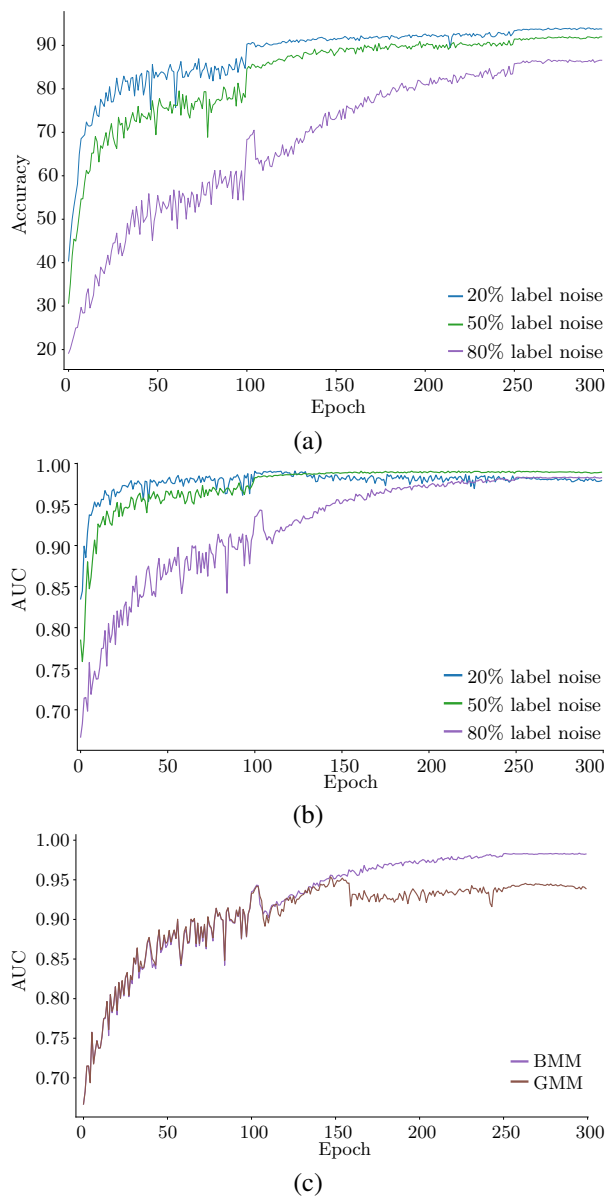 90
80
70
60
50
40
30
20
Accuracy
20% label noise
50% label noise
80% label noise
0 50 100 150 200 250 300
Epoch
(a)
1.00
0.95
0.90
0.85
0.80
0.75
0.70
AUC
20% label noise
50% label noise
80% label noise
0 50 100 150 200 250 300
Epoch
(b)
1.00
0.95
0.90
0.85
0.80
0.75
0.70
AUC
BMM
GMM
0 50 100 150 200 250 300
Epoch
(c)